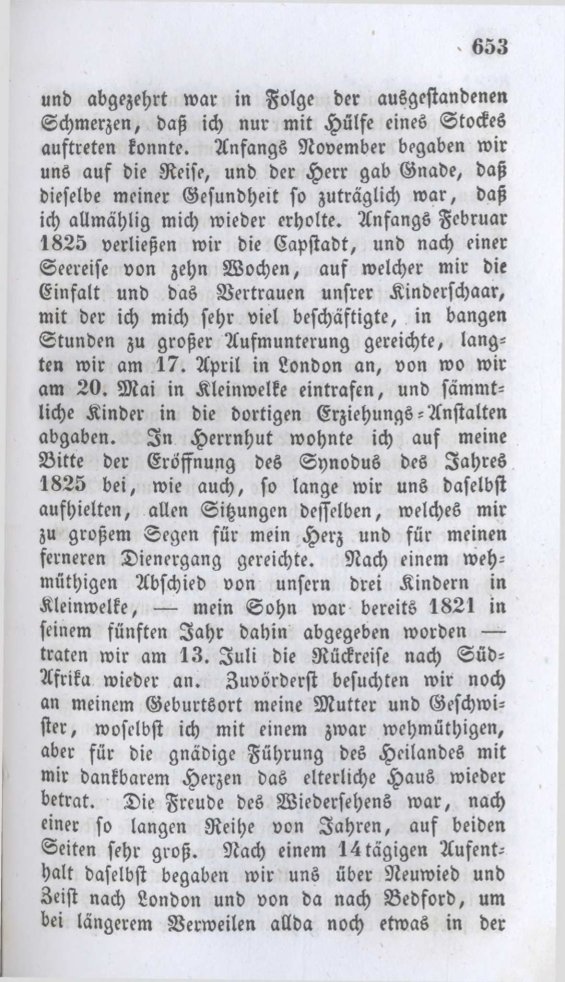 653
und abgezehrt war in Folge der ausgestandenen
Schmerzen, daß ich nur mit Hülfe eines Stockes
auftreten konnte. Anfangs November begaben wir
uns auf die Reise, und der Herr gab Gnade, daß
dieselbe meiner Gesundheit so zuträglich war, daß
ich allmählig mich wieder erholte. Anfangs Februar
1825 verließen wir die Capstadt, und nach einer
Seereise von zehn Wochen, auf welcher mir die
Einfalt und das Vertrauen unsrer Kinderschaar,
mit der ich mich sehr viel beschäftigte, in bangen
Stunden zu großer Aufmunterung gereichte, lang-
ten wir am 17. April in London an, von wo wir
am 20. Mai in Kleinwelke eintrafen, und sämmt-
liche Kinder in die dortigen Erziehungs-Anstalten
abgaben. In Herrnhut wohnte ich auf meine
Bitte der Eröffnung des Synodus des Jahres
1825 bei, wie auch, so lange wir uns daselbst
aufhielten, allen Sitzungen desselben, welches mir
zu großem Segen für mein Herz und für meinen
ferneren Dienergang gereichte. Nach einem weh-
müthigen Abschied von unsern drei Kindern in
Kleinwelke, — mein Sohn war bereits 1821 in
seinem fünften Jahr dahin abgegeben worden —
traten wir am 13. Juli die Rückreise nach Süd-
Afrika wieder an. Zuvörderst besuchten wir noch
an meinem Geburtsort meine Mutter und Geschwi-
ster, woselbst ich mit einem zwar wehmüthigen,
aber für die gnädige Führung des Heilandes mit
mir dankbarem Herzen das elterliche Haus wieder
betrat. Die Freude des Wiedersehens war, nach
einer so langen Reihe von Jahren, auf beiden
Seiten sehr groß. Nach einem 14tägigen Aufent-
halt daselbst begaben wir uns über Neuwied und
Zeist nach London und von da nach Bedford, um
bei längerem Verweilen allda noch etwas in der